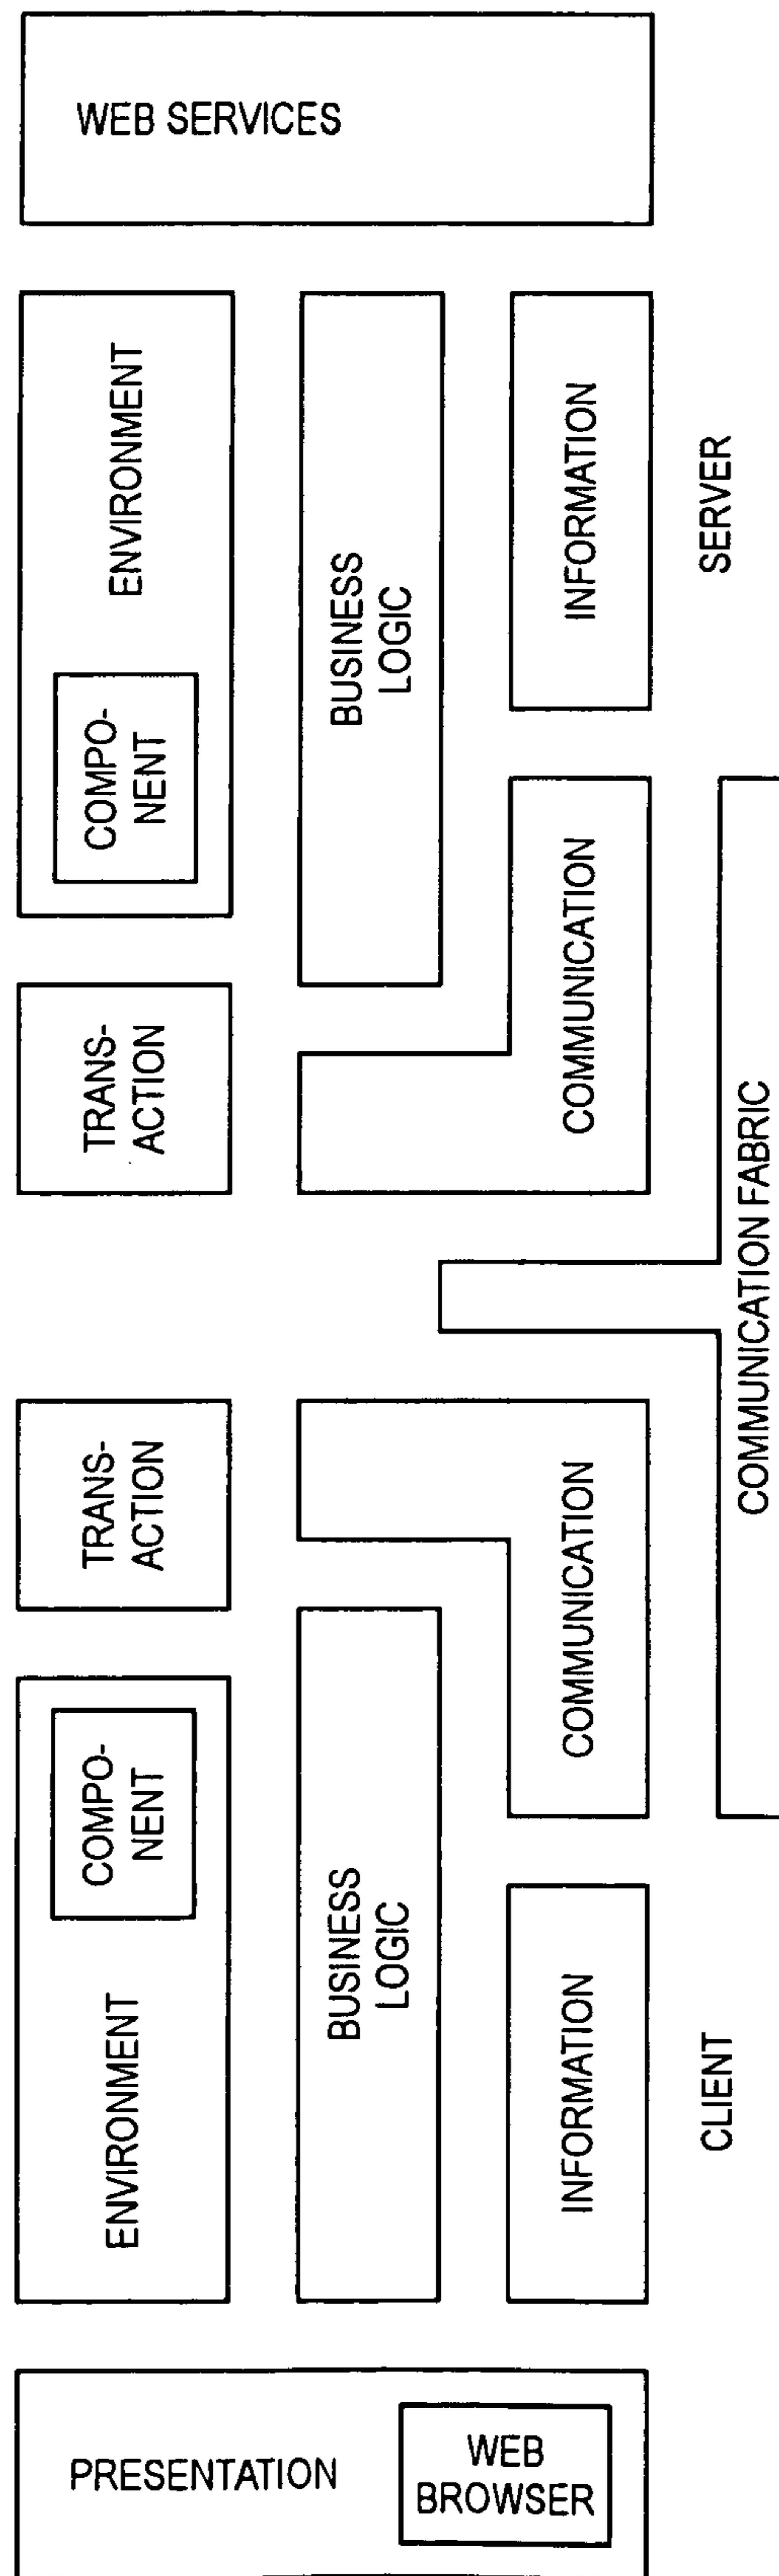 WEB SERVICES
ENVIRONMENT
COMPO-
NENT
BUSINESS
LOGIC
INFORMATION
SERVER
TRANS-
ACTION
COMMUNICATION
COMMUNICATION FABRIC
TRANS-
ACTION
COMMUNICATION
COMPO-
NENT
ENVIRONMENT
BUSINESS
LOGIC
INFORMATION
CLIENT
PRESENTATION
WEB
BROWSER